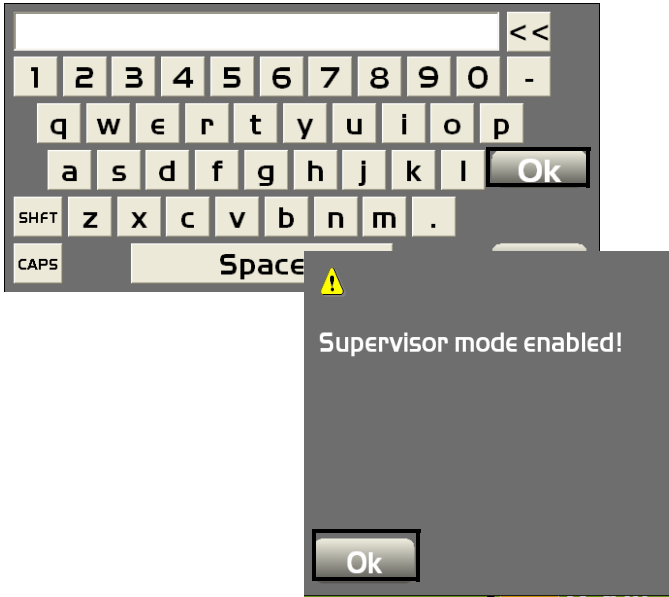 <<
1 2 3 4 5 6 7 8 9 0 -
q w e r t y u i o p
a s d f g h j k l Ok
SHFT z x c v b n m .
CAPS Space
Supervisor mode enabled!
Ok